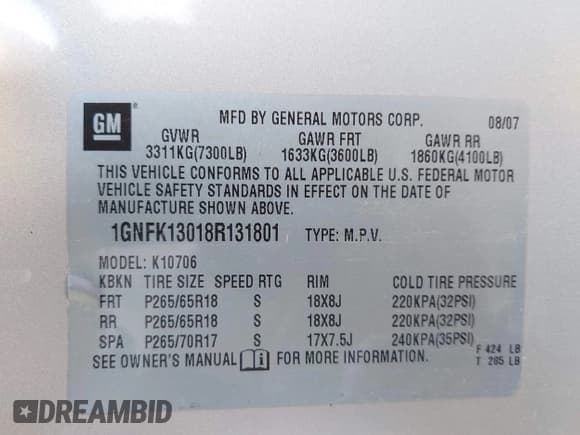 GM ®
MFD BY GENERAL MOTORS CORP. 08/07
GVWR GAWR FRT GAWR RR
3311KG(7300LB) 1633KG(3600LB) 1860KG(4100LB)
THIS VEHICLE CONFORMS TO ALL APPLICABLE U.S. FEDERAL MOTOR
VEHICLE SAFETY STANDARDS IN EFFECT ON THE DATE OF
MANUFACTURE SHOWN ABOVE.
1GNFK13018R131801 TYPE: M.P.V.
MODEL: K10706
KBKN TIRE SIZE SPEED RTG RIM COLD TIRE PRESSURE
FRT P265/65R18 S 18X8J 220KPA(32PSI)
RR P265/65R18 S 18X8J 220KPA(32PSI)
SPA P265/70R17 S 17X7.5J 240KPA(35PSI)
SEE OWNER'S MANUAL i FOR MORE INFORMATION.
F 424 LB
T 265 LB
DREAMBID